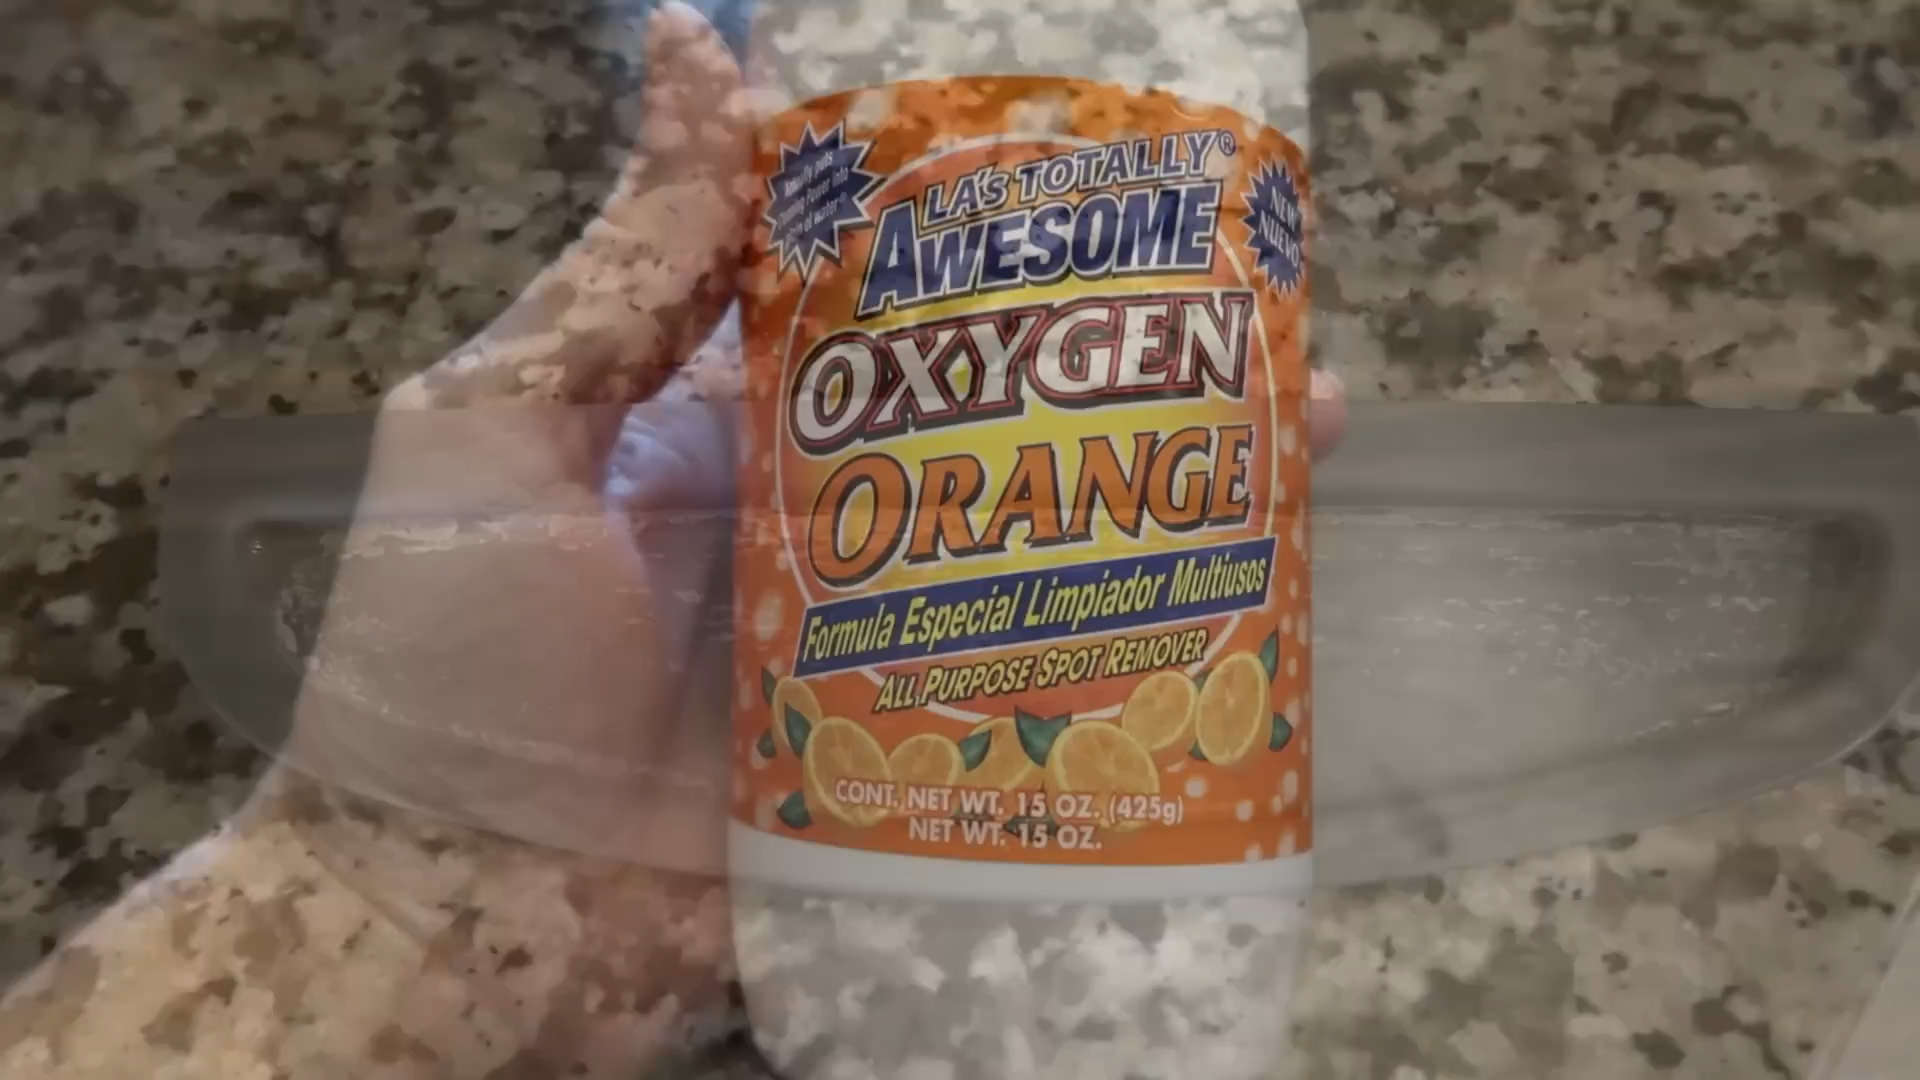 LA'S TOTALLY®
AWESOME
NEW
NUEVO
OXYGEN
ORANGE
Formula Especial Limpiador Multiusos
ALL PURPOSE SPOT REMOVER
CONT. NET WT. 15 OZ. (425g)
NET WT. 15 OZ.